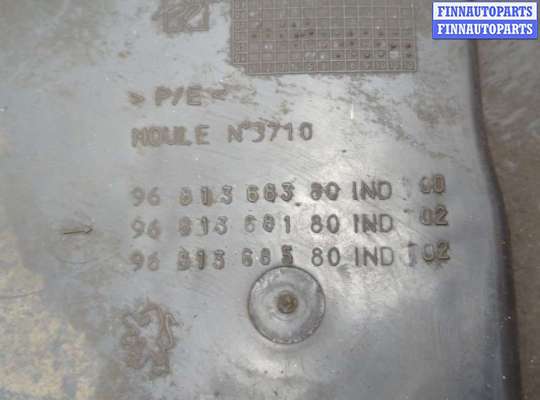 FINNAUTOPARTS
FINNAUTOPARTS
> P/E <
MOULE N°3710
96 813 683 80 IND 00
96 813 681 80 IND 02
96 813 685 80 IND 02